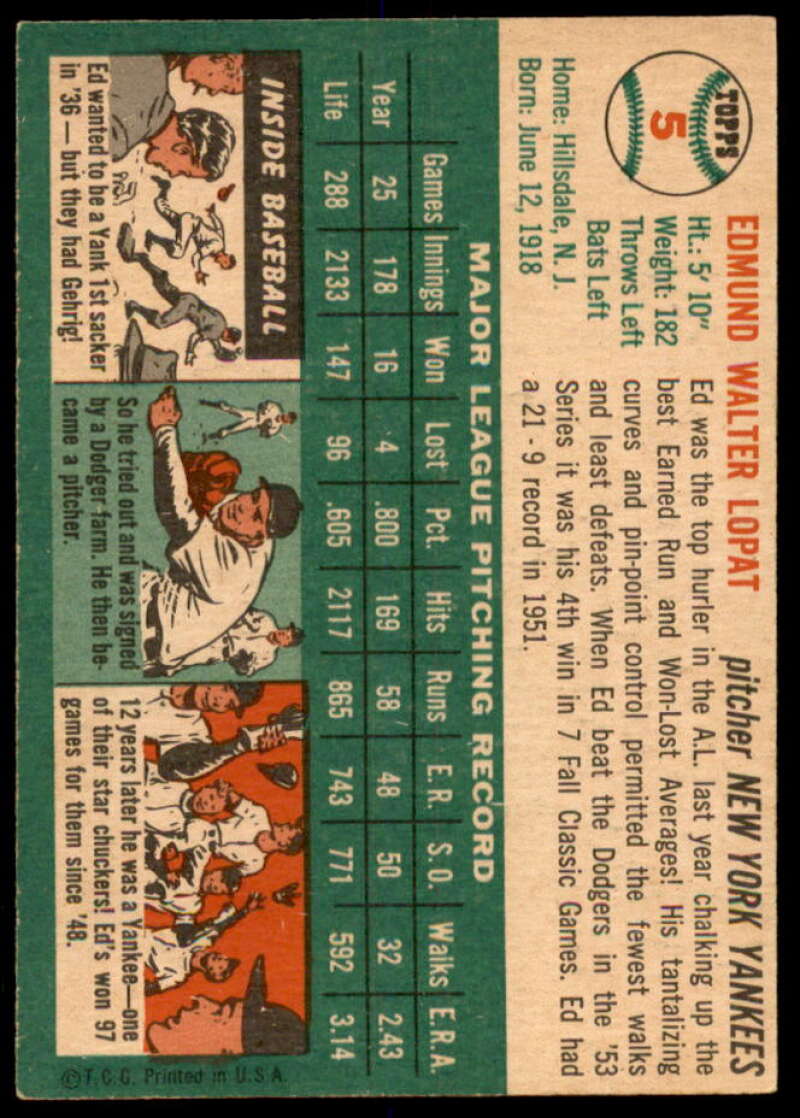 TOPPS
5
EDMUND WALTER LOPAT
pitcher NEW YORK YANKEES
Ht.: 5' 10"
Weight: 182
Throws Left
Bats Left
Home: Hillsdale, N. J.
Born: June 12, 1918
Ed was the top hurler in the A.L. last year chalking up the
best Earned Run and Won-Lost Averages! His tantalizing
curves and pin-point control permitted the fewest walks
and least defeats. When Ed beat the Dodgers in the '53
Series it was his 4th win in 7 Fall Classic Games. Ed had
a 21 - 9 record in 1951.
MAJOR LEAGUE PITCHING RECORD
Games Innings Won Lost Pct. Hits Runs E.R. S.O. Walks E.R.A.
Year 25 178 16 4 .800 169 58 48 50 32 2.43
Life 288 2133 147 96 .605 2117 865 743 771 592 3.14
INSIDE BASEBALL
Ed wanted to be a Yank 1st sacker
in '36 — but they had Gehrig!
So he tried out and was signed
by a Dodger farm. He then be-
came a pitcher.
12 years later he was a Yankee—one
of their star chuckers! Ed's won 97
games for them since '48.
©T.C.G. Printed in U.S.A.